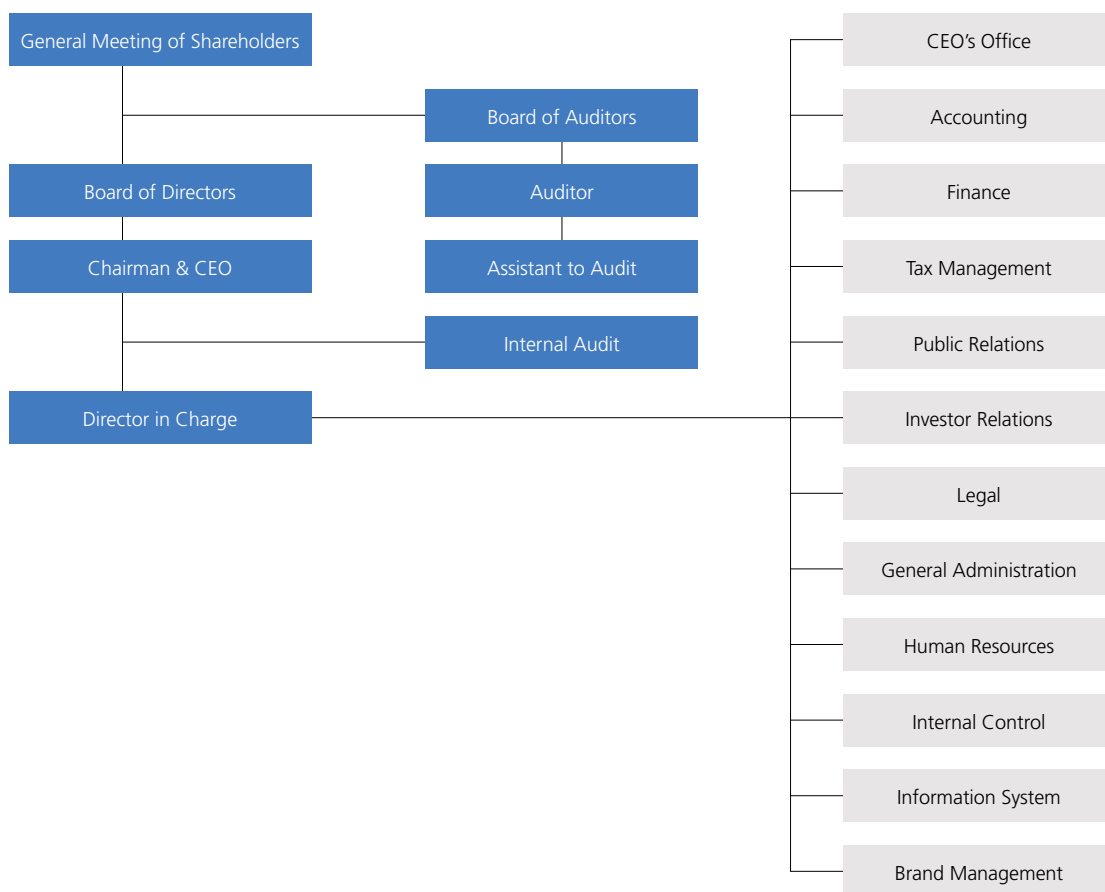 General Meeting of Shareholders
Board of Auditors
Board of Directors
Auditor
Chairman & CEO
Assistant to Audit
Internal Audit
Director in Charge
CEO’s Office
Accounting
Finance
Tax Management
Public Relations
Investor Relations
Legal
General Administration
Human Resources
Internal Control
Information System
Brand Management